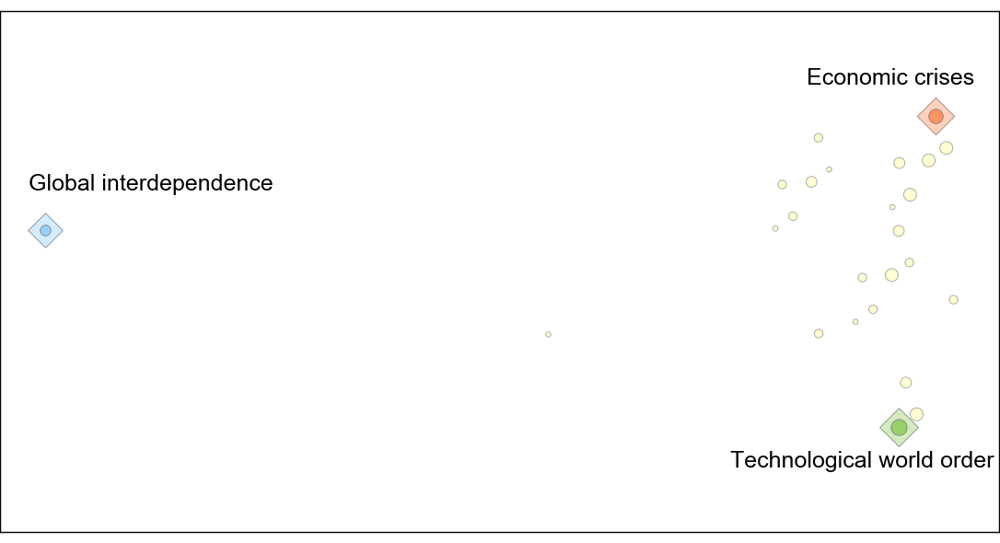 Economic crises
Global interdependence
Technological world order